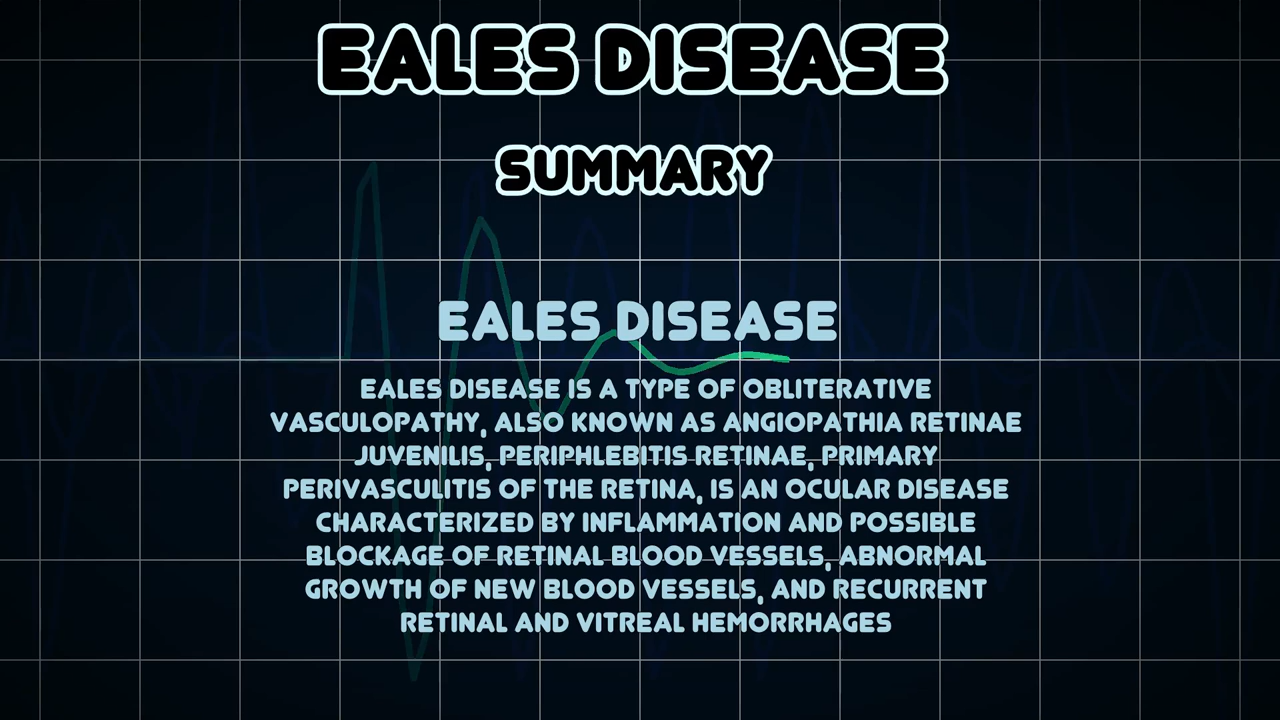 EALES DISEASE
SUMMARY
EALES DISEASE
EALES DISEASE IS A TYPE OF OBLITERATIVE
VASCULOPATHY, ALSO KNOWN AS ANGIOPATHIA RETINAE
JUVENILIS, PERIPHLEBITIS RETINAE, PRIMARY
PERIVASCULITIS OF THE RETINA, IS AN OCULAR DISEASE
CHARACTERIZED BY INFLAMMATION AND POSSIBLE
BLOCKAGE OF RETINAL BLOOD VESSELS, ABNORMAL
GROWTH OF NEW BLOOD VESSELS, AND RECURRENT
RETINAL AND VITREAL HEMORRHAGES